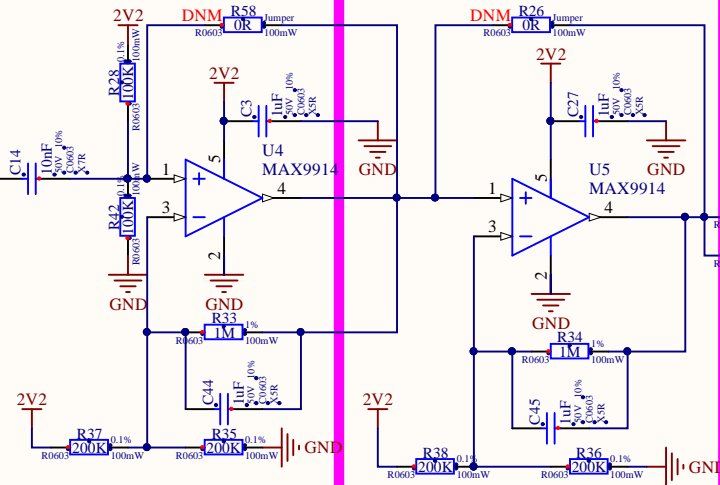 2V2
DNM
R58
0R
Jumper
R0603
100mW
DNM
R26
0R
Jumper
R0603
100mW
R28
100K
0.1%
100mW
R0603
2V2
C3
1uF
50V
10%
C0603
X5R
GND
2V2
C27
1uF
50V
10%
C0603
X5R
GND
C14
10nF
50V
10%
C0603
X7R
R42
100K
0.1%
100mW
R0603
GND
U4
MAX9914
1
3
4
5
2
GND
U5
MAX9914
1
3
4
5
2
GND
R
R
R33
1M
1%
R0603
100mW
C44
1uF
50V
10%
C0603
X5R
R34
1M
1%
R0603
100mW
C45
1uF
50V
10%
C0603
X5R
2V2
R37
200K
0.1%
R0603
100mW
R35
200K
0.1%
R0603
100mW
GND
2V2
R38
200K
0.1%
R0603
100mW
R36
200K
0.1%
R0603
100mW
GND